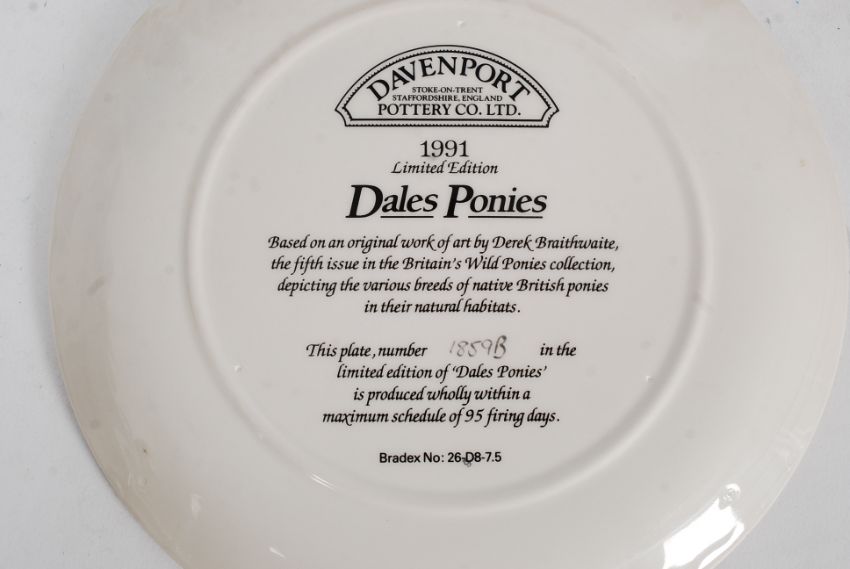 DAVENPORT
STOKE-ON-TRENT
STAFFORDSHIRE, ENGLAND
POTTERY CO. LTD.
1991
Limited Edition
Dales Ponies
Based on an original work of art by Derek Braithwaite,
the fifth issue in the Britain's Wild Ponies collection,
depicting the various breeds of native British ponies
in their natural habitats.
This plate, number 1859B in the
limited edition of 'Dales Ponies'
is produced wholly within a
maximum schedule of 95 firing days.
Bradex No: 26-D8-7.5